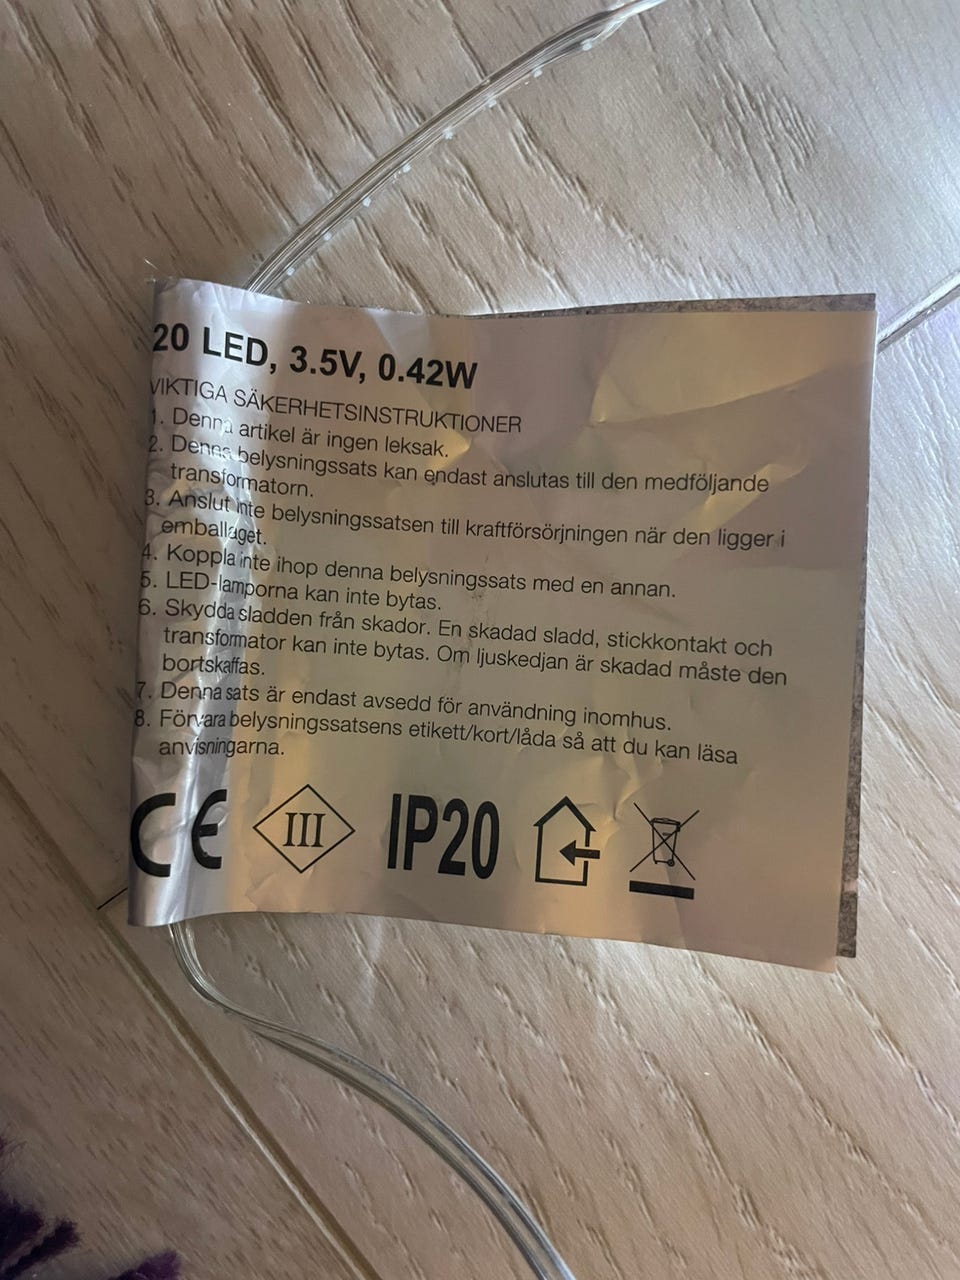 20 LED, 3.5V, 0.42W
VIKTIGA SÄKERHETSINSTRUKTIONER
1. Denna artikel är ingen leksak.
2. Denna belysningssats kan endast anslutas till den medföljande
transformatorn.
3. Anslut inte belysningssatsen till kraftförsörjningen när den ligger i
emballaget.
4. Koppla inte ihop denna belysningssats med en annan.
5. LED-lamporna kan inte bytas.
6. Skydda sladden från skador. En skadad sladd, stickkontakt och
transformator kan inte bytas. Om ljuskedjan är skadad måste den
bortskaffas.
7. Denna sats är endast avsedd för användning inomhus.
8. Förvara belysningssatsens etikett/kort/låda så att du kan läsa
anvisningarna.
CE III IP20